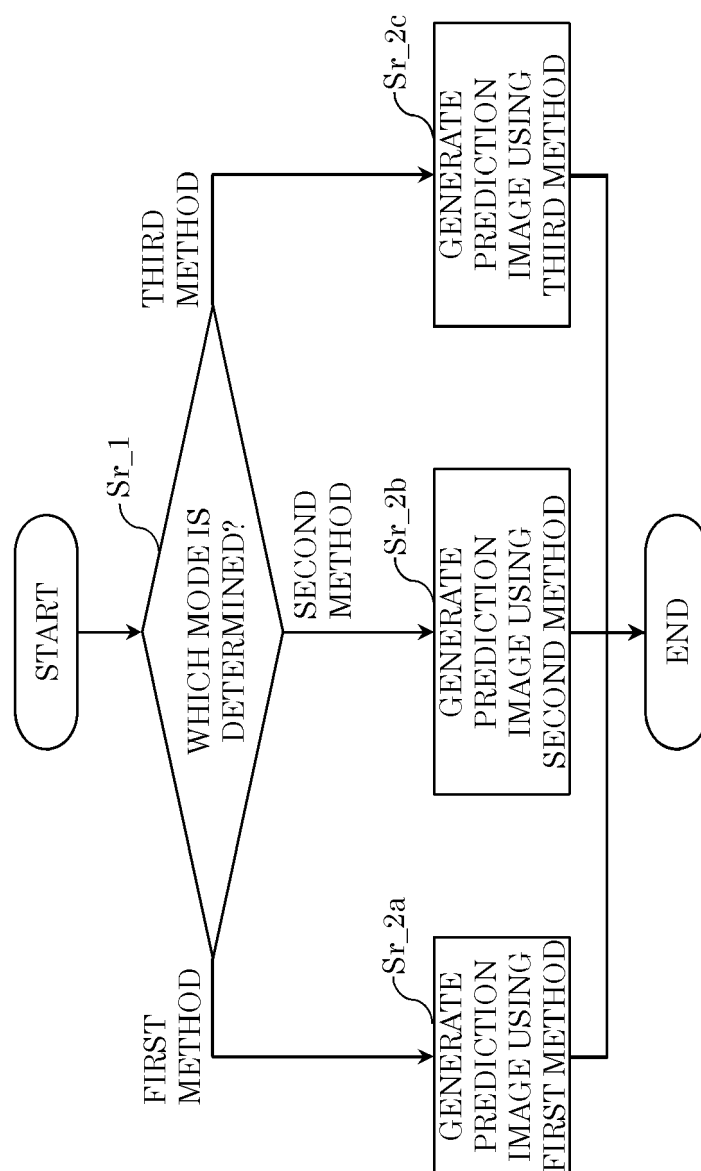 START
Sr_1
WHICH MODE IS
DETERMINED?
FIRST
METHOD
SECOND
METHOD
THIRD
METHOD
Sr_2a
GENERATE
PREDICTION
IMAGE USING
FIRST METHOD
Sr_2b
GENERATE
PREDICTION
IMAGE USING
SECOND METHOD
Sr_2c
GENERATE
PREDICTION
IMAGE USING
THIRD METHOD
END